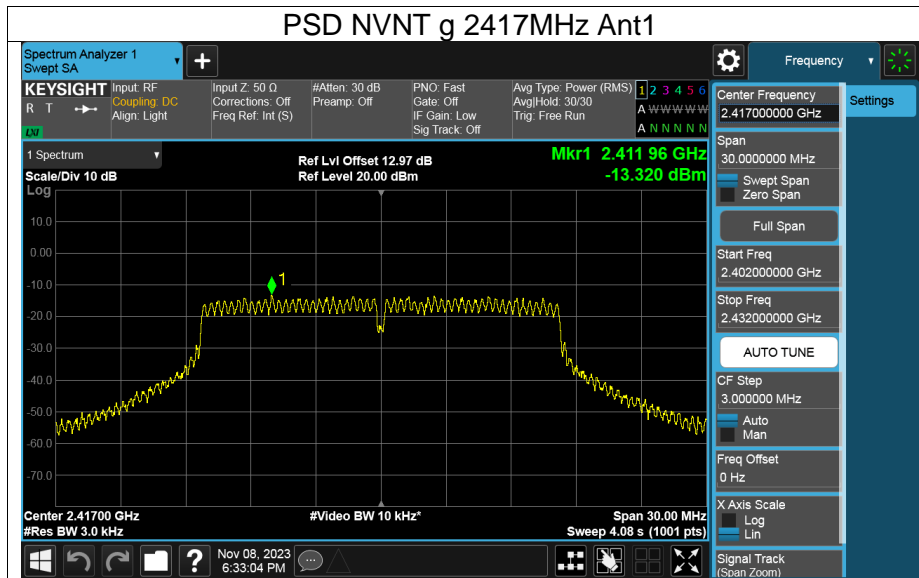 PSD NVNT g 2417MHz Ant1
Spectrum Analyzer 1
Swept SA
+
Frequency
KEYSIGHT
R T
LXI
Input: RF
Coupling: DC
Align: Light
Input Z: 50 Ω
Corrections: Off
Freq Ref: Int (S)
#Atten: 30 dB
Preamp: Off
PNO: Fast
Gate: Off
IF Gain: Low
Sig Track: Off
Avg Type: Power (RMS)
Avg|Hold: 30/30
Trig: Free Run
1 2 3 4 5 6
A W W W W W
A N N N N N
1 Spectrum
Scale/Div 10 dB
Log
Ref Lvl Offset 12.97 dB
Ref Level 20.00 dBm
Mkr1 2.411 96 GHz
-13.320 dBm
10.0
0.00
-10.0
-20.0
-30.0
-40.0
-50.0
-60.0
-70.0
1
Center 2.41700 GHz
#Res BW 3.0 kHz
#Video BW 10 kHz*
Span 30.00 MHz
Sweep 4.08 s (1001 pts)
Center Frequency
2.417000000 GHz
Settings
Span
30.0000000 MHz
Swept Span
Zero Span
Full Span
Start Freq
2.402000000 GHz
Stop Freq
2.432000000 GHz
AUTO TUNE
CF Step
3.000000 MHz
Auto
Man
Freq Offset
0 Hz
X Axis Scale
Log
Lin
Signal Track
(Span Zoom)
?
Nov 08, 2023
6:33:04 PM